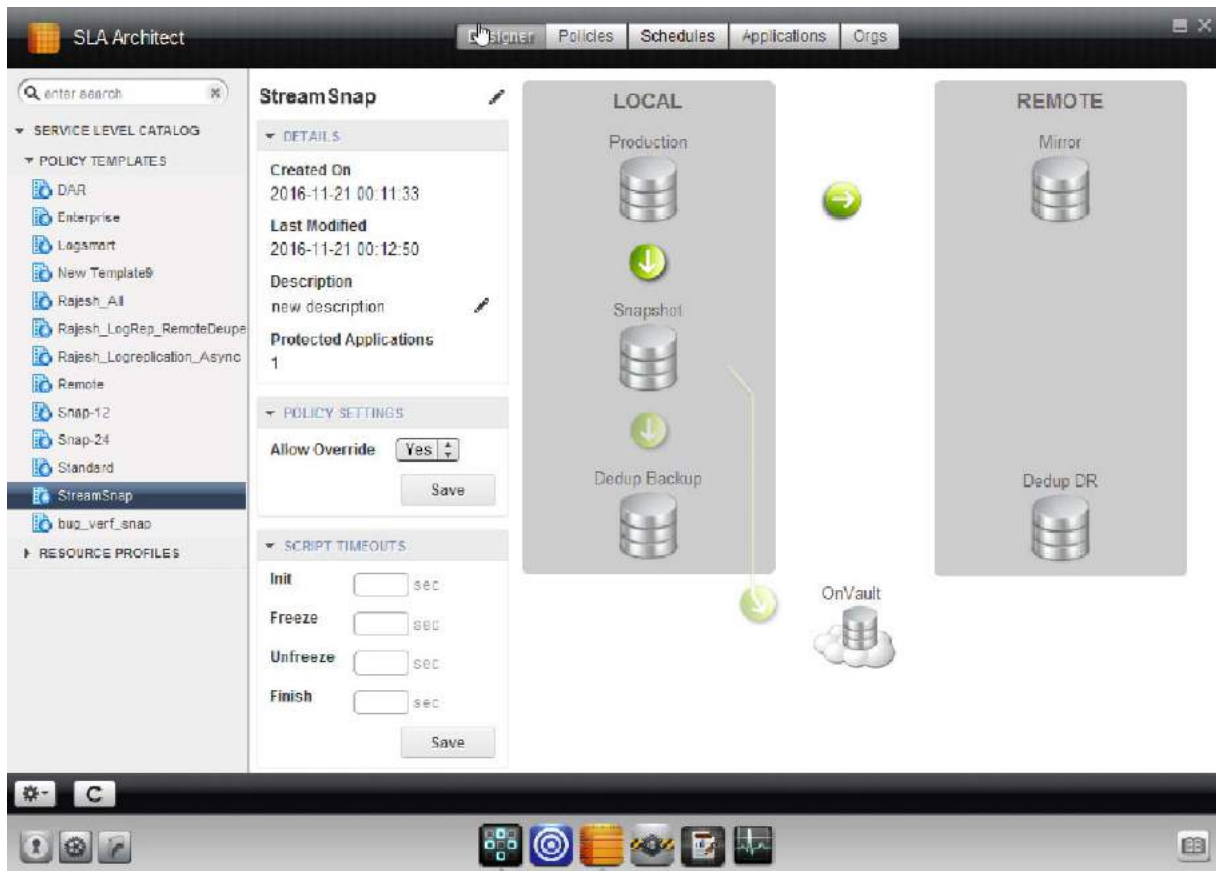 SLA Architect
Designer
Policies
Schedules
Applications
Orgs
enter search
SERVICE LEVEL CATALOG
POLICY TEMPLATES
DAR
Enterprise
Logsmart
New Template9
Rajesh_All
Rajesh_LogRep_RemoteDeupe
Rajesh_Logreplication_Async
Remote
Snap-12
Snap-24
Standard
StreamSnap
bug_verf_snap
RESOURCE PROFILES
StreamSnap
DETAILS
Created On
2016-11-21 00:11:33
Last Modified
2016-11-21 00:12:50
Description
new description
Protected Applications
1
POLICY SETTINGS
Allow Override Yes
Save
SCRIPT TIMEOUTS
Init sec
Freeze sec
Unfreeze sec
Finish sec
Save
LOCAL
Production
Snapshot
Dedup Backup
REMOTE
Mirror
Dedup DR
OnVault
C